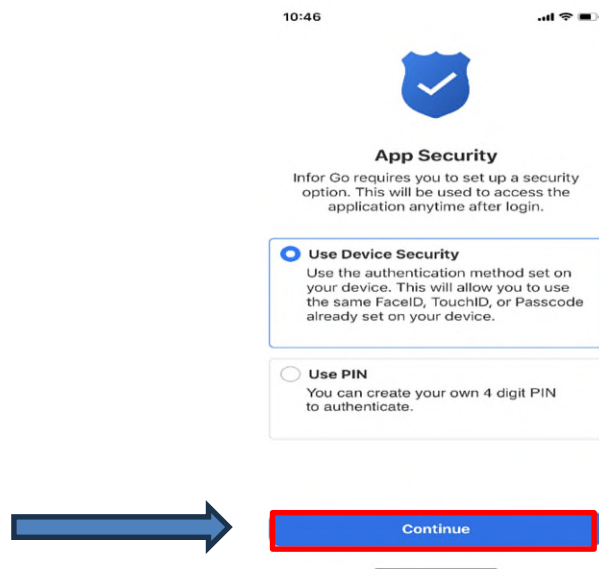 10:46
App Security
Infor Go requires you to set up a security
option. This will be used to access the
application anytime after login.
Use Device Security
Use the authentication method set on
your device. This will allow you to use
the same FaceID, TouchID, or Passcode
already set on your device.
Use PIN
You can create your own 4 digit PIN
to authenticate.
Continue